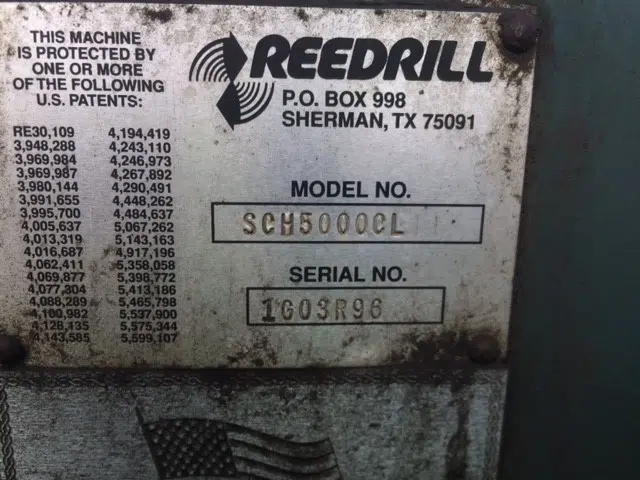 THIS MACHINE
IS PROTECTED BY
ONE OR MORE
OF THE FOLLOWING
U.S. PATENTS:
RE30,109 4,194,419
3,948,288 4,243,110
3,969,984 4,246,973
3,969,987 4,267,892
3,980,144 4,290,491
3,991,655 4,448,262
3,995,700 4,484,637
4,005,637 5,067,262
4,013,319 5,143,163
4,016,687 4,917,196
4,062,411 5,358,058
4,069,877 5,398,772
4,077,304 5,413,186
4,088,289 5,465,798
4,100,982 5,537,900
4,128,135 5,575,344
4,143,585 5,599,107
REEDRILL
P.O. BOX 998
SHERMAN, TX 75091
MODEL NO.
SCH5000CL
SERIAL NO.
1G03R96